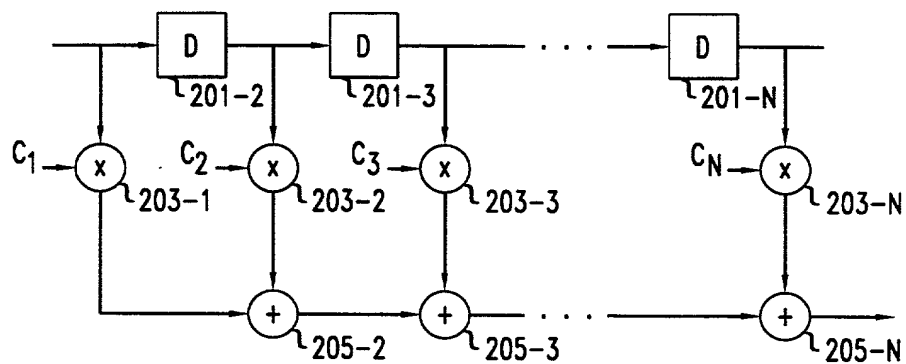 D D . . . D
201-2 201-3 201-N
C1 x C2 x C3 x CN x
203-1 203-2 203-3 203-N
+ + . . . +
205-2 205-3 205-N